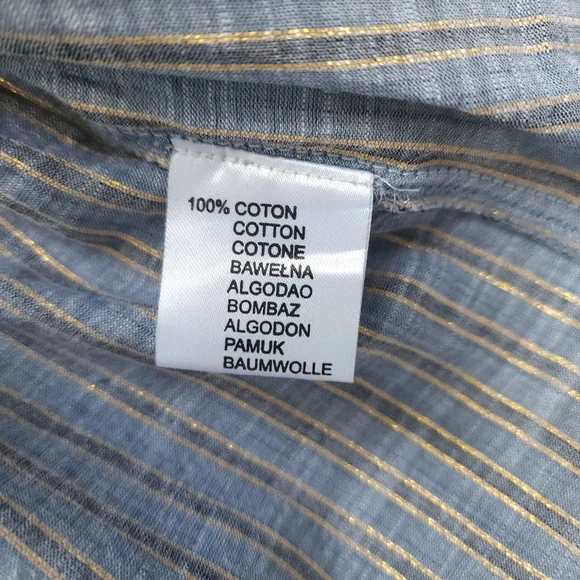 100% COTON
COTTON
COTONE
BAWEŁNA
ALGODAO
BOMBAZ
ALGODON
PAMUK
BAUMWOLLE